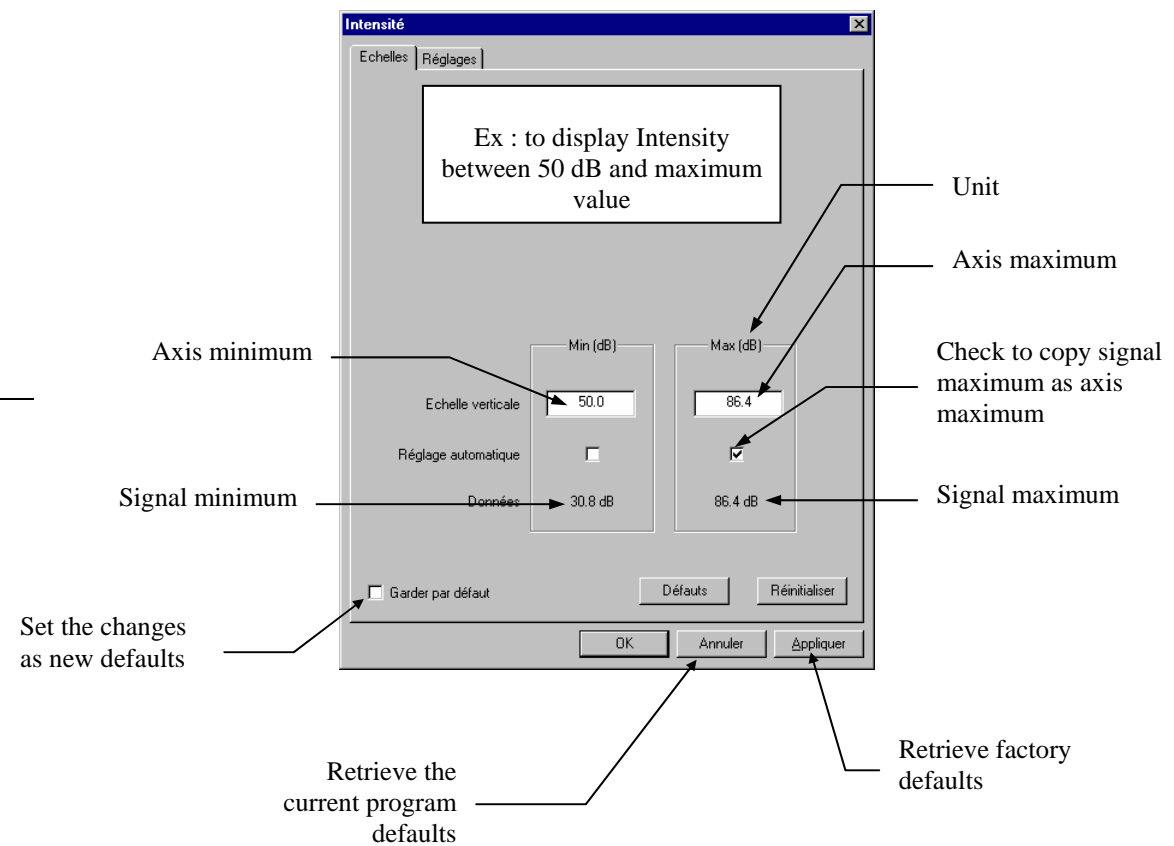 Intensité
Echelles Réglages
Ex : to display Intensity
between 50 dB and maximum
value
Unit
Axis maximum
Axis minimum
Min (dB)
Max (dB)
Check to copy signal
maximum as axis
maximum
Echelle verticale
50.0
86.4
Réglage automatique
Signal minimum
Données
30.8 dB
86.4 dB
Signal maximum
Garder par défaut
Défauts
Réinitialiser
Set the changes
as new defaults
OK
Annuler
Appliquer
Retrieve the
current program
defaults
Retrieve factory
defaults